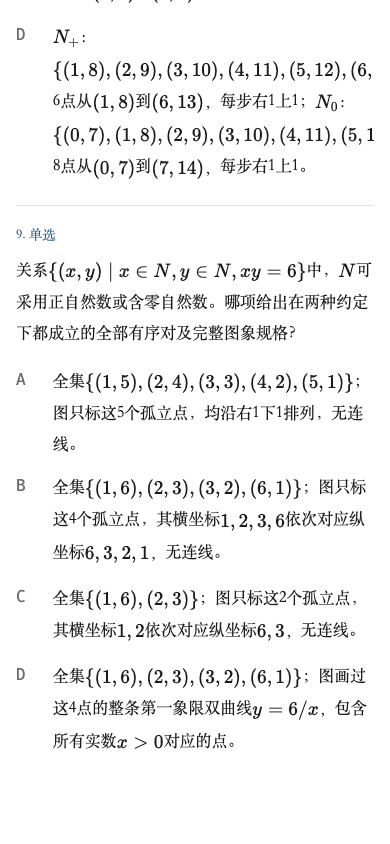 D N₊:
{(1, 8), (2, 9), (3, 10), (4, 11), (5, 12), (6,
6点从(1, 8)到(6, 13)，每步右1上1；N₀:
{(0, 7), (1, 8), (2, 9), (3, 10), (4, 11), (5, 1
8点从(0, 7)到(7, 14)，每步右1上1。
9. 单选
关系{(x, y) | x ∈ N, y ∈ N, xy = 6}中，N可
采用正自然数或含零自然数。哪项给出在两种约定
下都成立的全部有序对及完整图象规格?
A 全集{(1, 5), (2, 4), (3, 3), (4, 2), (5, 1)}；
图只标这5个孤立点，均沿右1下1排列，无连
线。
B 全集{(1, 6), (2, 3), (3, 2), (6, 1)}；图只标
这4个孤立点，其横坐标1, 2, 3, 6依次对应纵
坐标6, 3, 2, 1，无连线。
C 全集{(1, 6), (2, 3)}；图只标这2个孤立点，
其横坐标1, 2依次对应纵坐标6, 3，无连线。
D 全集{(1, 6), (2, 3), (3, 2), (6, 1)}；图画过
这4点的整条第一象限双曲线y = 6/x，包含
所有实数x > 0对应的点。